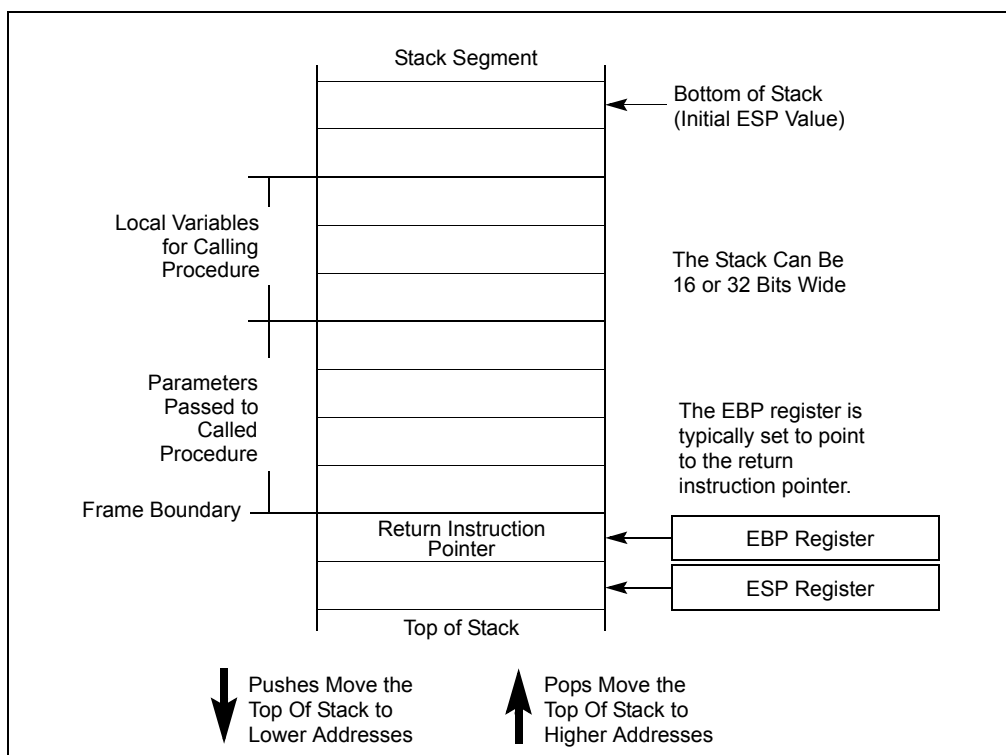 Stack Segment
Bottom of Stack
(Initial ESP Value)
Local Variables
for Calling
Procedure
The Stack Can Be
16 or 32 Bits Wide
Parameters
Passed to
Called
Procedure
The EBP register is
typically set to point
to the return
instruction pointer.
Frame Boundary
Return Instruction
Pointer
EBP Register
ESP Register
Top of Stack
Pushes Move the
Top Of Stack to
Lower Addresses
Pops Move the
Top Of Stack to
Higher Addresses